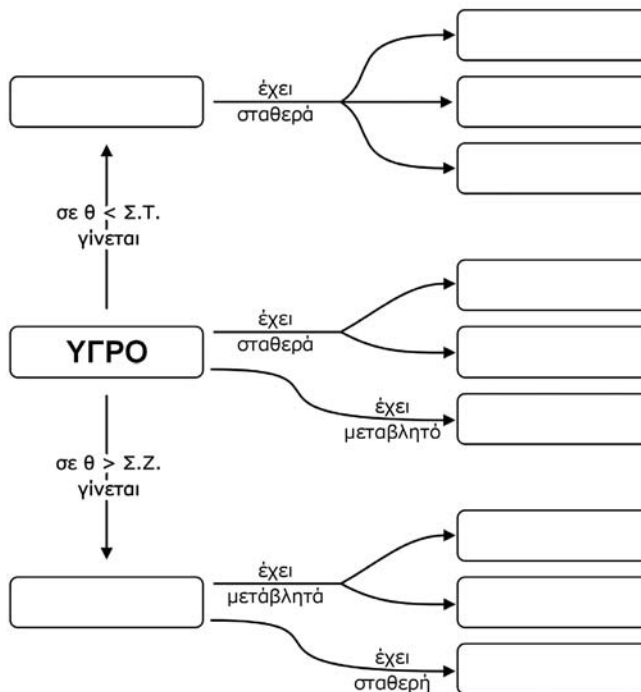 έχει
σταθερά
σε θ < Σ.Τ.
γίνεται
έχει
σταθερά
ΥΓΡΟ
έχει
μεταβλητό
σε θ > Σ.Ζ.
γίνεται
έχει
μετάβλητά
έχει
σταθερή